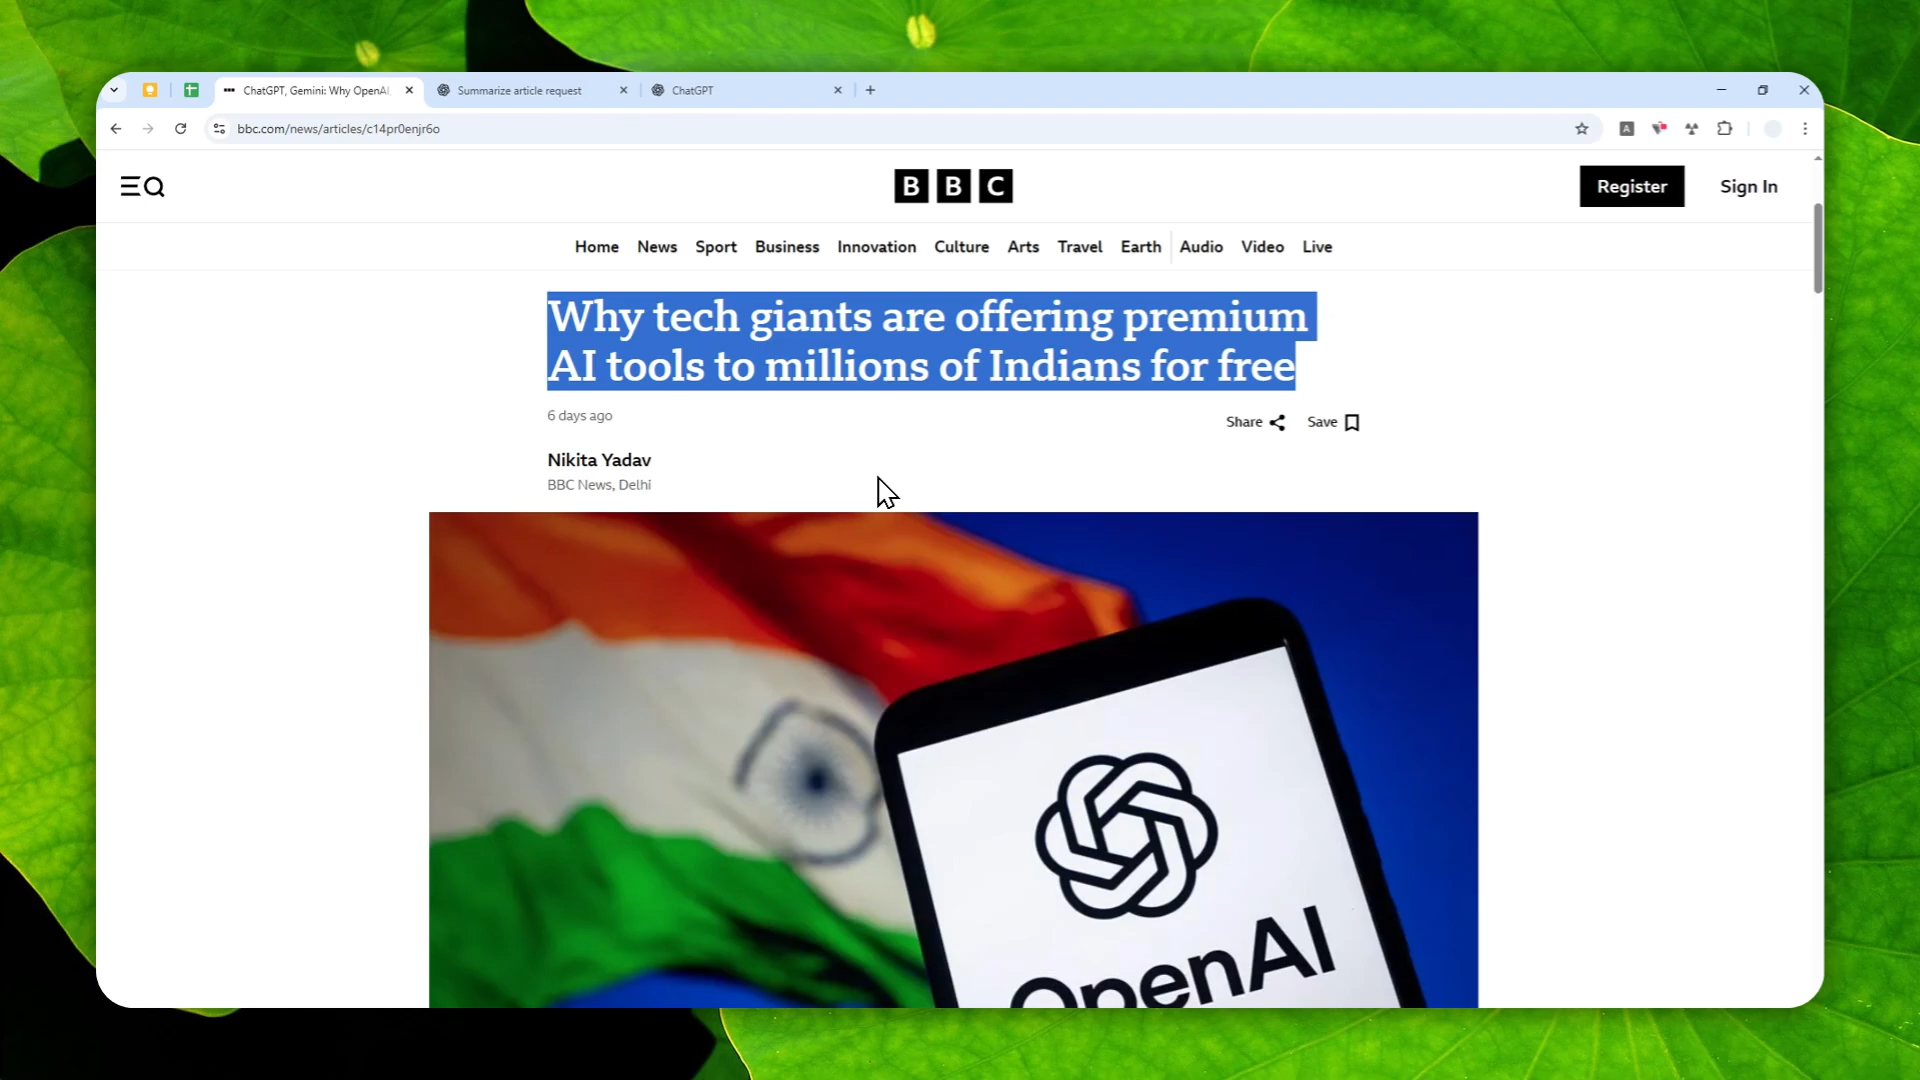 ChatGPT, Gemini: Why OpenAI,
Summarize article request
ChatGPT
bbc.com/news/articles/c14pr0enjr6o
BBC
Register
Sign In
Home News Sport Business Innovation Culture Arts Travel Earth Audio Video Live
Why tech giants are offering premium
AI tools to millions of Indians for free
6 days ago
Share
Save
Nikita Yadav
BBC News, Delhi
OpenAI